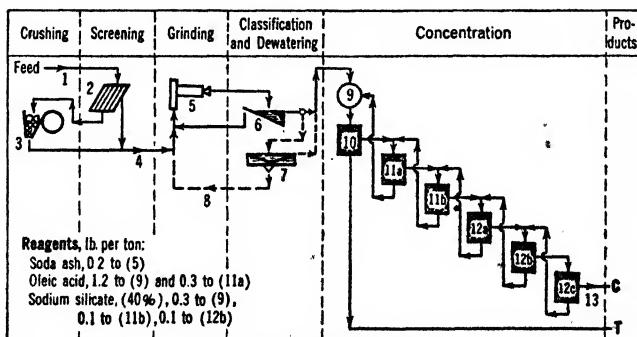 Crushing
Screening
Grinding
Classification
and Dewatering
Concentration
Pro-
ducts
Feed
1
2
3
4
5
6
7
8
9
10
11a
11b
12a
12b
12c
13
C
T
Reagents, lb. per ton:
Soda ash, 0.2 to (5)
Oleic acid, 1.2 to (9) and 0.3 to (11a)
Sodium silicate, (40%), 0.3 to (9),
0.1 to (11b), 0.1 to (12b)